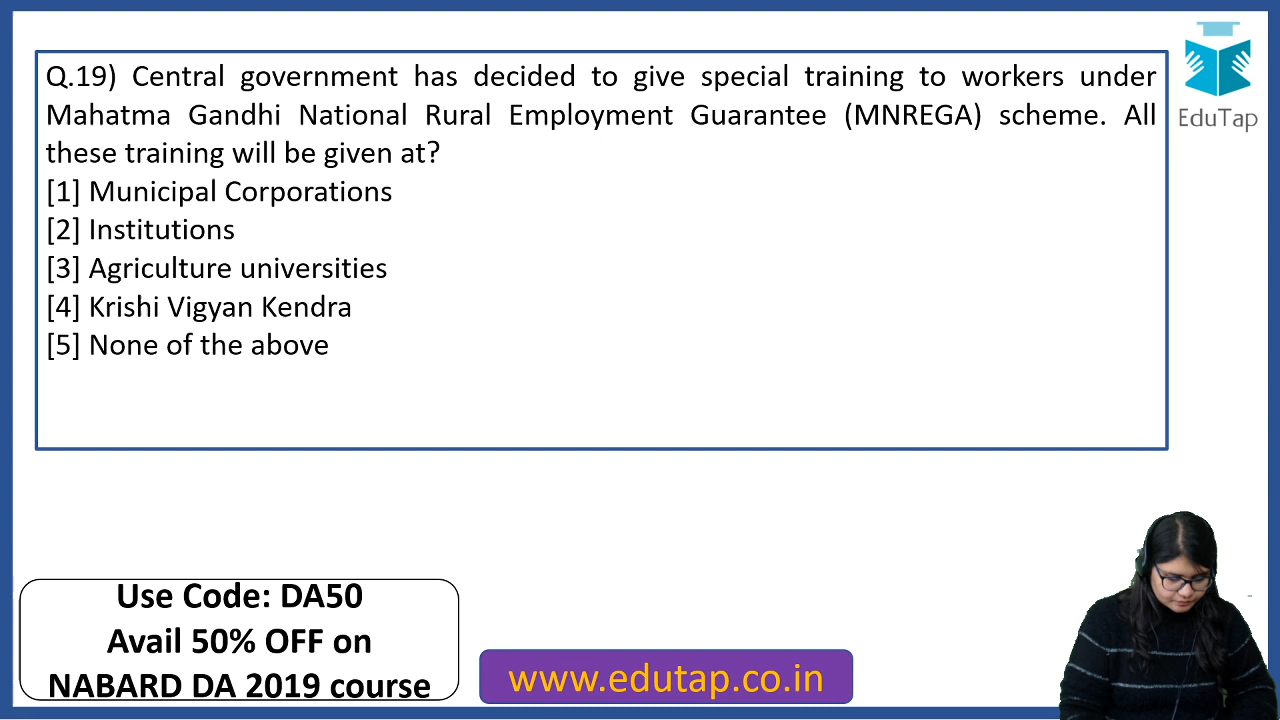 Q.19) Central government has decided to give special training to workers under
Mahatma Gandhi National Rural Employment Guarantee (MNREGA) scheme. All
these training will be given at?
[1] Municipal Corporations
[2] Institutions
[3] Agriculture universities
[4] Krishi Vigyan Kendra
[5] None of the above
EduTap
Use Code: DA50
Avail 50% OFF on
NABARD DA 2019 course
www.edutap.co.in